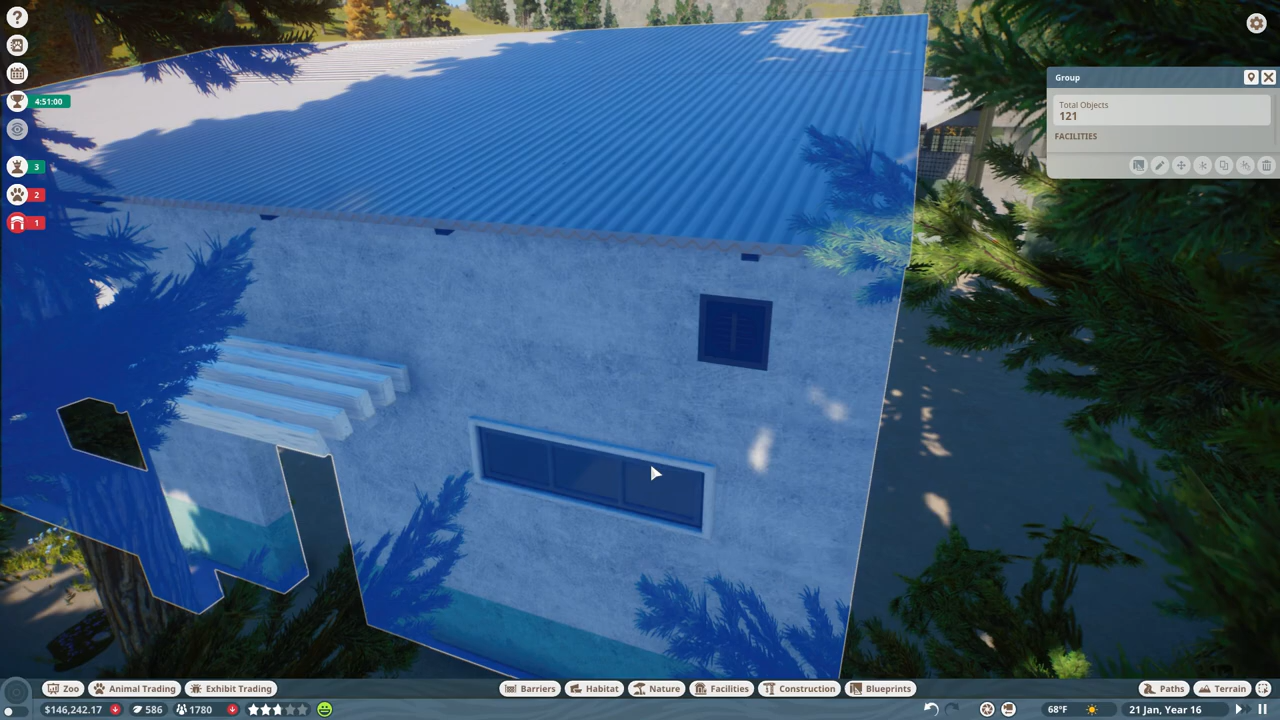 ?
4:51:00
3
2
1
Group
Total Objects
121
FACILITIES
Zoo
Animal Trading
Exhibit Trading
Barriers
Habitat
Nature
Facilities
Construction
Blueprints
Paths
Terrain
$146,242.17
586
1780
68°F
21 Jan, Year 16